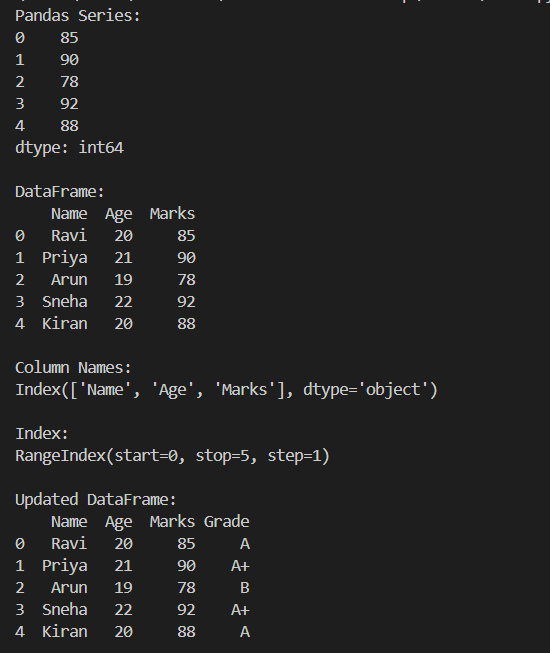 Pandas Series:
0    85
1    90
2    78
3    92
4    88
dtype: int64
DataFrame:
    Name  Age  Marks
0   Ravi   20     85
1  Priya   21     90
2   Arun   19     78
3  Sneha   22     92
4  Kiran   20     88
Column Names:
Index(['Name', 'Age', 'Marks'], dtype='object')
Index:
RangeIndex(start=0, stop=5, step=1)
Updated DataFrame:
    Name  Age  Marks Grade
0   Ravi   20     85     A
1  Priya   21     90    A+
2   Arun   19     78     B
3  Sneha   22     92    A+
4  Kiran   20     88     A